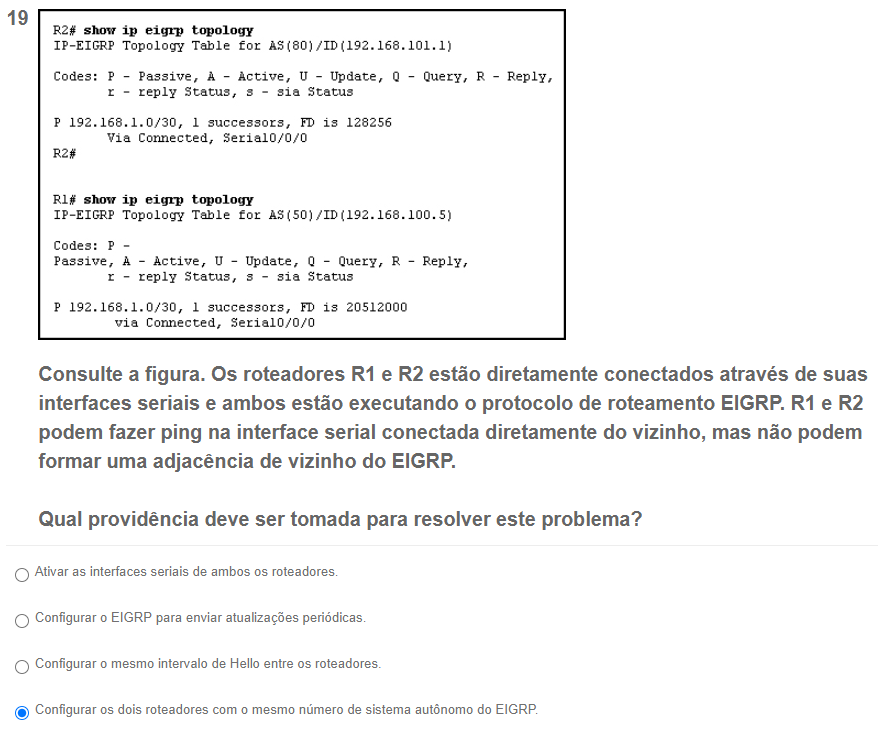 19
R2# show ip eigrp topology
IP-EIGRP Topology Table for AS(80)/ID(192.168.101.1)
Codes: P - Passive, A - Active, U - Update, Q - Query, R - Reply,
r - reply Status, s - sia Status
P 192.168.1.0/30, 1 successors, FD is 128256
Via Connected, Serial0/0/0
R2#
R1# show ip eigrp topology
IP-EIGRP Topology Table for AS(50)/ID(192.168.100.5)
Codes: P -
Passive, A - Active, U - Update, Q - Query, R - Reply,
r - reply Status, s - sia Status
P 192.168.1.0/30, 1 successors, FD is 20512000
via Connected, Serial0/0/0
Consulte a figura. Os roteadores R1 e R2 estão diretamente conectados através de suas
interfaces seriais e ambos estão executando o protocolo de roteamento EIGRP. R1 e R2
podem fazer ping na interface serial conectada diretamente do vizinho, mas não podem
formar uma adjacência de vizinho do EIGRP.
Qual providência deve ser tomada para resolver este problema?
Ativar as interfaces seriais de ambos os roteadores.
Configurar o EIGRP para enviar atualizações periódicas.
Configurar o mesmo intervalo de Hello entre os roteadores.
Configurar os dois roteadores com o mesmo número de sistema autônomo do EIGRP.